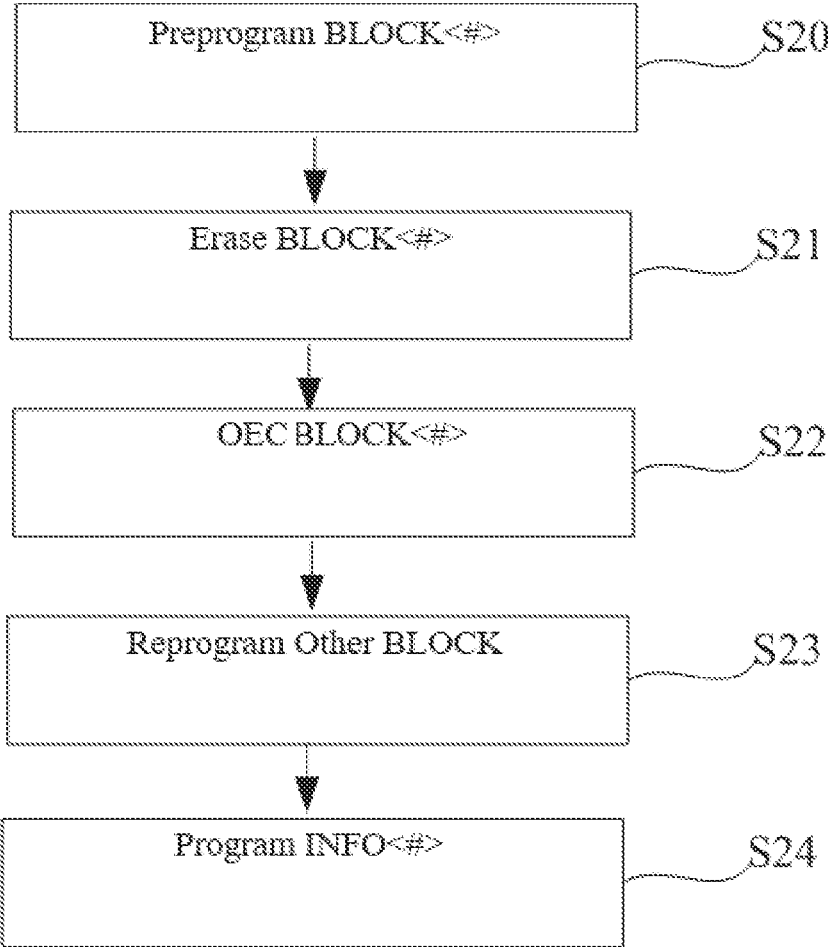 Preprogram BLOCK<#>
S20
Erase BLOCK<#>
S21
OEC BLOCK<#>
S22
Reprogram Other BLOCK
S23
Program INFO<#>
S24